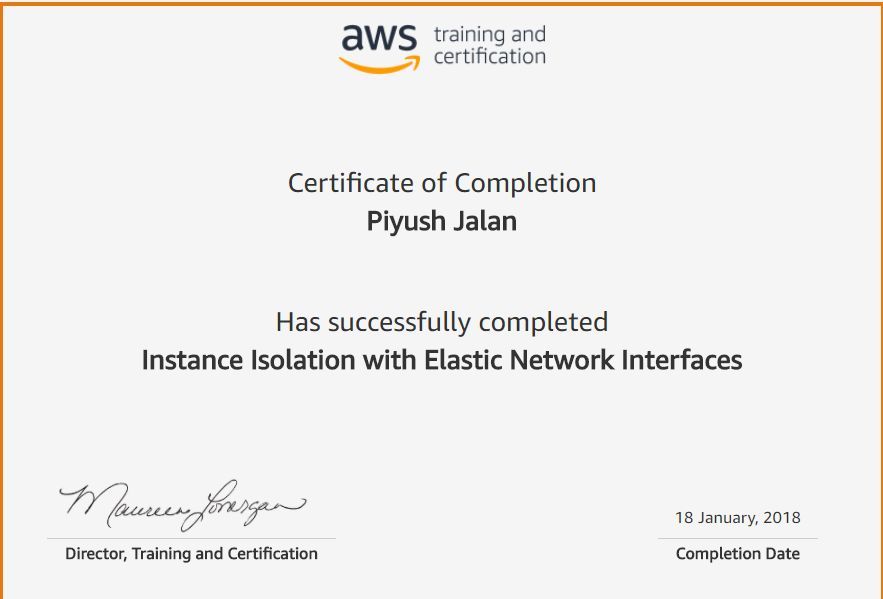 aws training and
certification
Certificate of Completion
Piyush Jalan
Has successfully completed
Instance Isolation with Elastic Network Interfaces
Maureen Lonergan
18 January, 2018
Director, Training and Certification
Completion Date